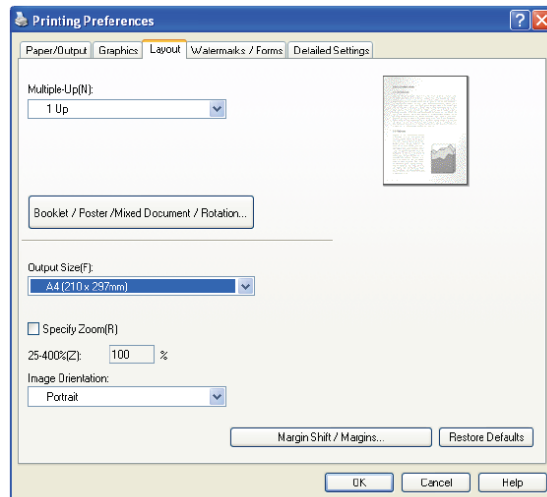 Printing Preferences
Paper/Output Graphics Layout Watermarks / Forms Detailed Settings
Multiple-Up(N):
1 Up
Booklet / Poster /Mixed Document / Rotation...
Output Size(F):
A4 (210 x 297mm)
Specify Zoom(R)
25-400%(Z): 100 %
Image Orientation:
Portrait
Margin Shift / Margins... Restore Defaults
OK Cancel Help